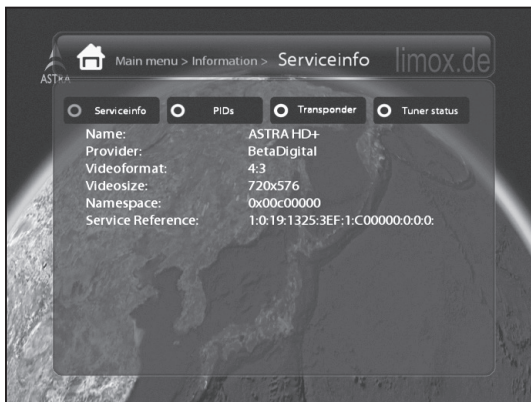 Main menu > Information > Serviceinfo
limox.de
ASTRA
Serviceinfo PIDs Transponder Tuner status
Name: ASTRA HD+
Provider: BetaDigital
Videoformat: 4:3
Videosize: 720x576
Namespace: 0x00c00000
Service Reference: 1:0:19:1325:3EF:1:C00000:0:0:0: